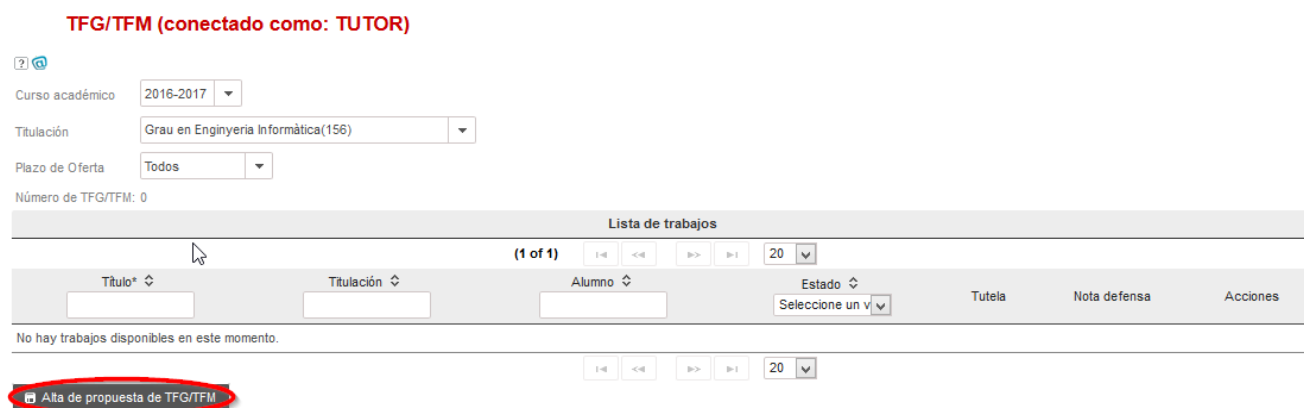 TFG/TFM (conectado como: TUTOR)
?
Curso académico 2016-2017
Titulación Grau en Enginyeria Informàtica(156)
Plazo de Oferta Todos
Número de TFG/TFM: 0
Lista de trabajos
(1 of 1) 20
Título* Titulación Alumno Estado Tutela Nota defensa Acciones
Seleccione un v
No hay trabajos disponibles en este momento.
20
Alta de propuesta de TFG/TFM